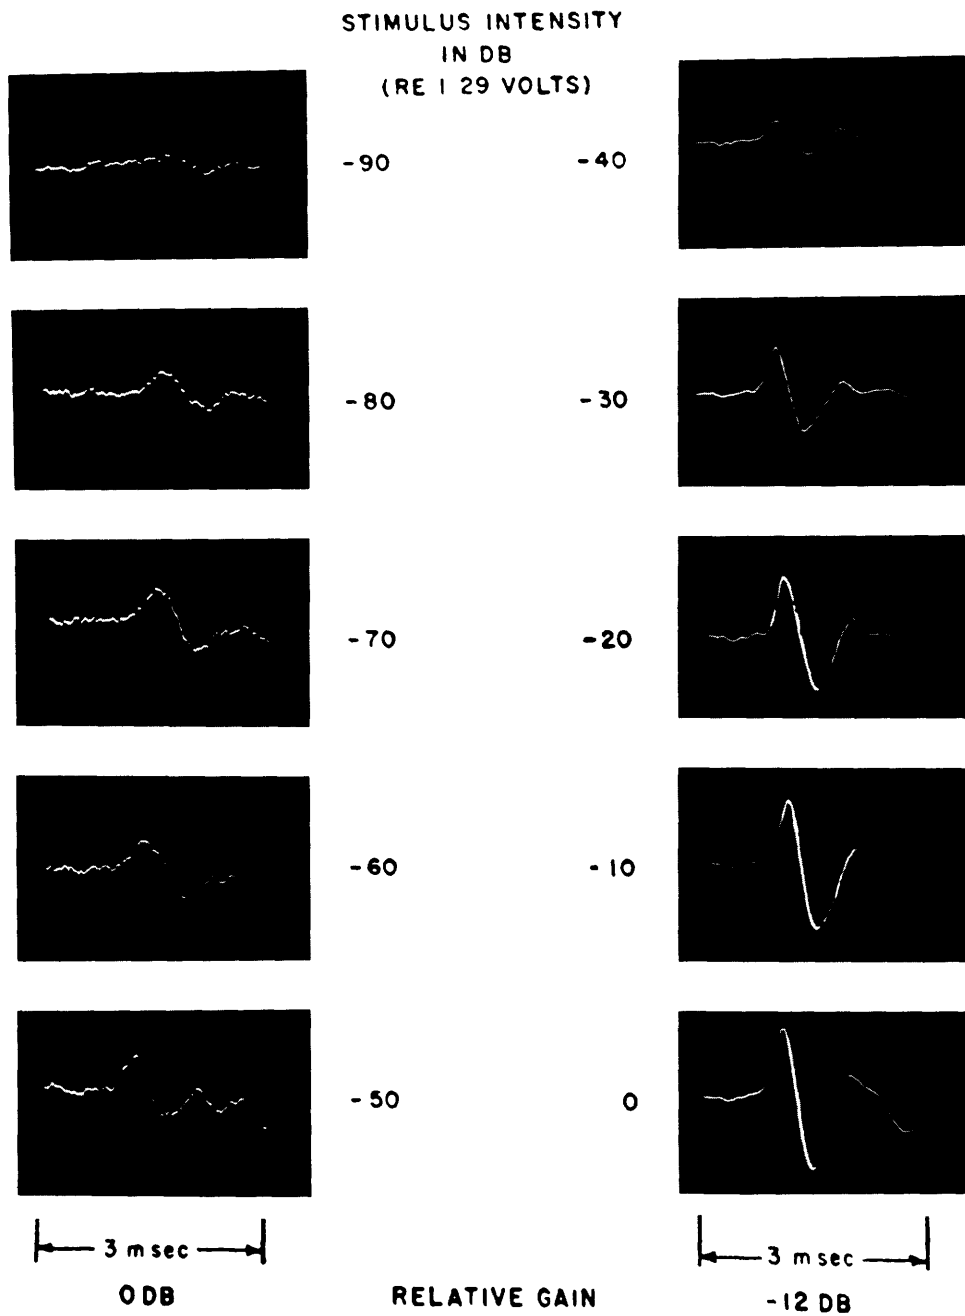 STIMULUS INTENSITY
IN DB
(RE 1 29 VOLTS)
-90
-40
-80
-30
-70
-20
-60
-10
-50
0
3 msec
3 msec
0 DB
RELATIVE GAIN
-12 DB